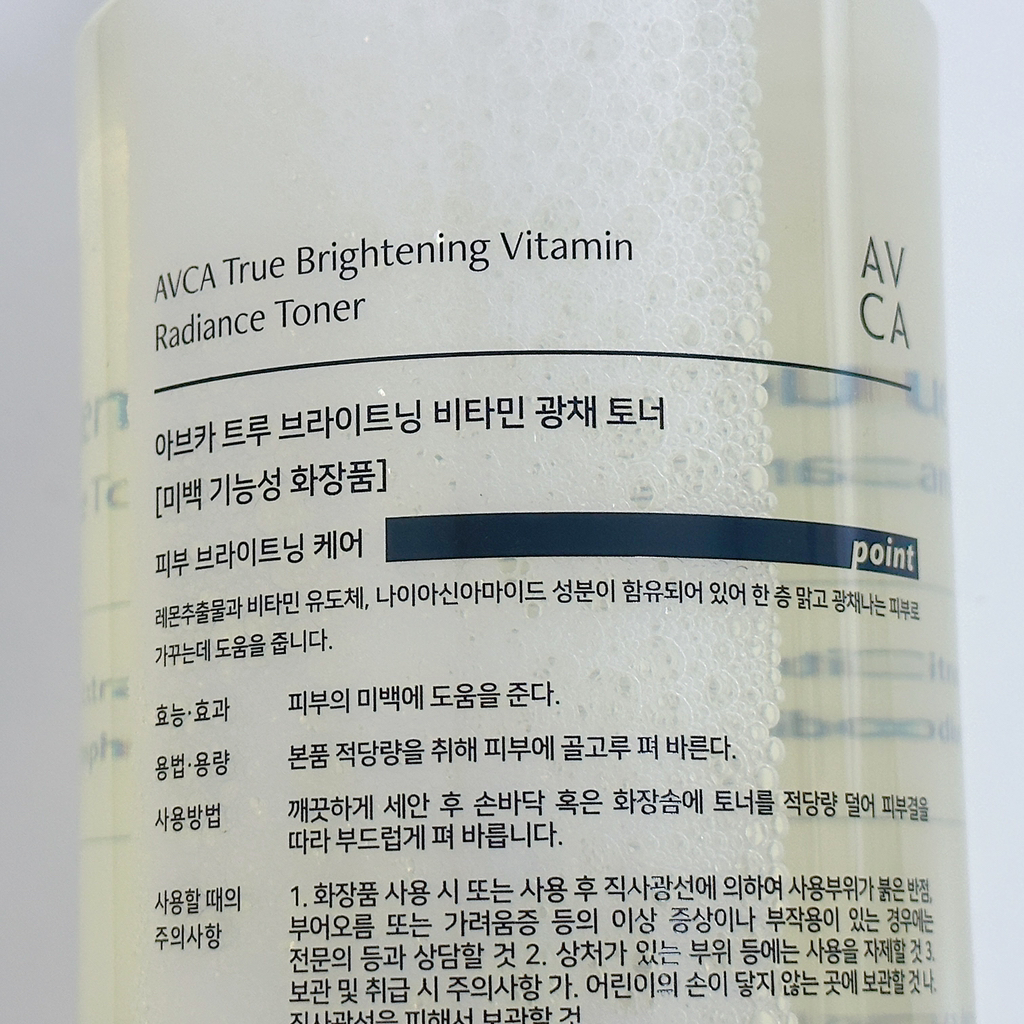 AVCA True Brightening Vitamin
Radiance Toner
AV
CA
아브카 트루 브라이트닝 비타민 광채 토너
[미백 기능성 화장품]
피부 브라이트닝 케어
point
레몬추출물과 비타민 유도체, 나이아신아마이드 성분이 함유되어 있어 한 층 맑고 광채나는 피부로
가꾸는데 도움을 줍니다.
효능·효과 피부의 미백에 도움을 준다.
용법·용량 본품 적당량을 취해 피부에 골고루 펴 바른다.
사용방법 깨끗하게 세안 후 손바닥 혹은 화장솜에 토너를 적당량 덜어 피부결을
따라 부드럽게 펴 바릅니다.
사용할 때의 1. 화장품 사용 시 또는 사용 후 직사광선에 의하여 사용부위가 붉은 반점,
주의사항 부어오름 또는 가려움증 등의 이상 증상이나 부작용이 있는 경우에는
전문의 등과 상담할 것 2. 상처가 있는 부위 등에는 사용을 자제할 것 3.
보관 및 취급 시 주의사항 가. 어린이의 손이 닿지 않는 곳에 보관할 것 나.
직사광선을 피해서 보관할 것